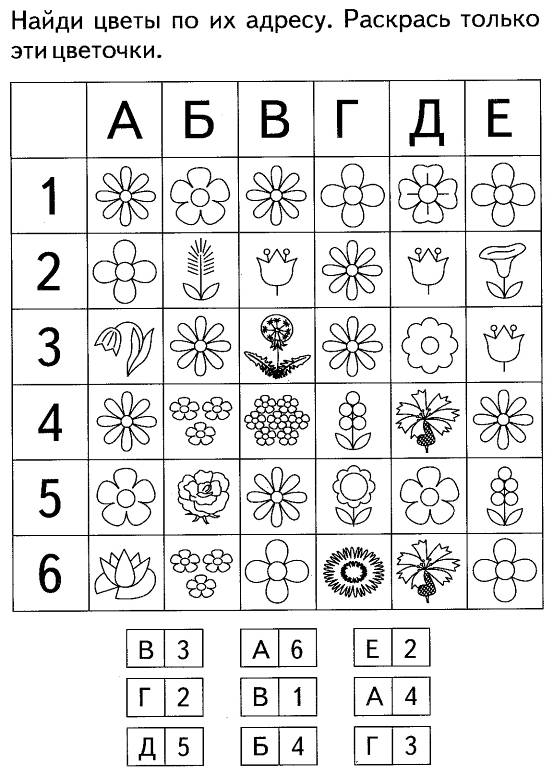 Найди цветы по их адресу. Раскрась только
эти цветочки.
А Б В Г Д Е
1
2
3
4
5
6
В 3 А 6 Е 2
Г 2 В 1 А 4
Д 5 Б 4 Г 3